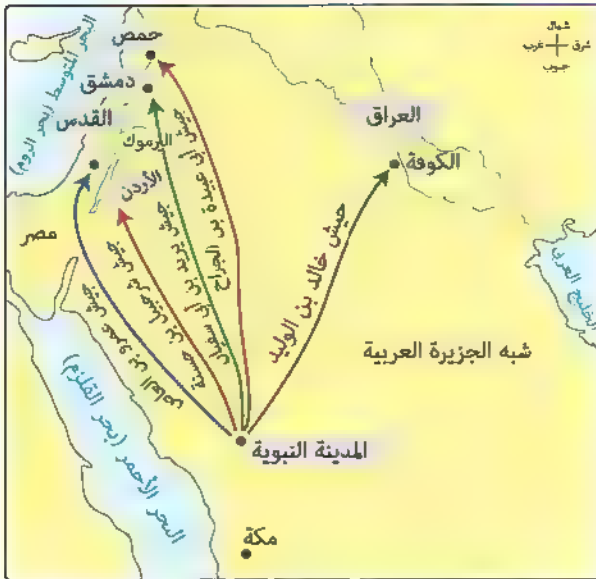 شمال
شرق
غرب
جنوب
حمص
دمشق
القدس
اليرموك
الأردن
العراق
الكوفة
مصر
البحر المتوسط (بحر الروم)
الخليج العربي
جيش أبي عبيدة بن الجراح
جيش يزيد بن أبي سفيان
جيش شرحبيل بن حسنة
جيش عمرو بن العاص
جيش خالد بن الوليد
شبه الجزيرة العربية
المدينة النبوية
البحر الأحمر (بحر القلزم)
مكة